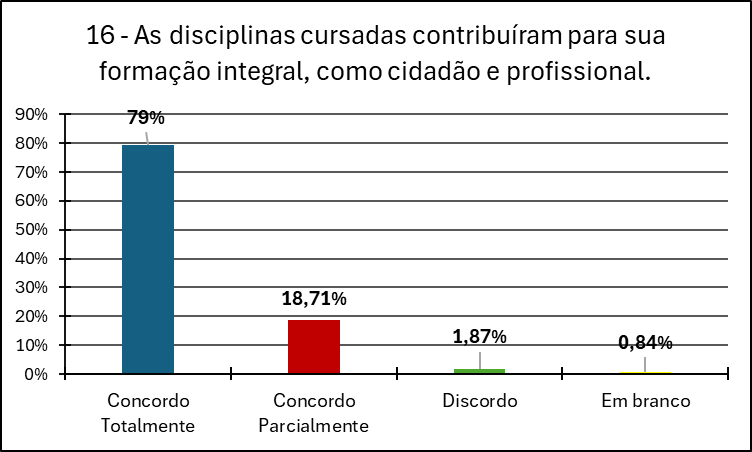 16 - As disciplinas cursadas contribuíram para sua
formação integral, como cidadão e profissional.
90%
80%
70%
60%
50%
40%
30%
20%
10%
0%
79%
18,71%
1,87%
0,84%
Concordo
Totalmente
Concordo
Parcialmente
Discordo
Em branco